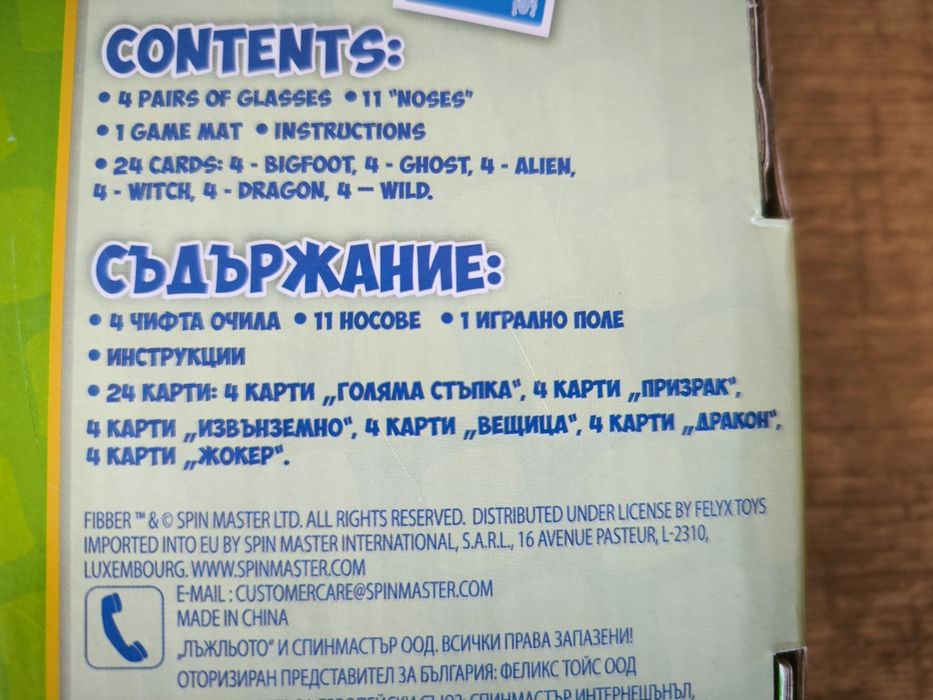 CONTENTS:
• 4 PAIRS OF GLASSES • 11 "NOSES"
• 1 GAME MAT • INSTRUCTIONS
• 24 CARDS: 4 - BIGFOOT, 4 - GHOST, 4 - ALIEN,
4 - WITCH, 4 - DRAGON, 4 – WILD.
СЪДЪРЖАНИЕ:
• 4 ЧИФТА ОЧИЛА • 11 НОСОВЕ • 1 ИГРАЛНО ПОЛЕ
• ИНСТРУКЦИИ
• 24 КАРТИ: 4 КАРТИ „ГОЛЯМА СТЪПКА“, 4 КАРТИ „ПРИЗРАК“,
4 КАРТИ „ИЗВЪНЗЕМНО“, 4 КАРТИ „ВЕЩИЦА“, 4 КАРТИ „ДРАКОН“,
4 КАРТИ „ЖОКЕР“.
FIBBER ™ & © SPIN MASTER LTD. ALL RIGHTS RESERVED. DISTRIBUTED UNDER LICENSE BY FELYX TOYS
IMPORTED INTO EU BY SPIN MASTER INTERNATIONAL, S.A.R.L., 16 AVENUE PASTEUR, L-2310,
LUXEMBOURG. WWW.SPINMASTER.COM
E-MAIL : CUSTOMERCARE@SPINMASTER.COM
MADE IN CHINA
„ЛЪЖЛЬОТО“ И СПИНМАСТЪР ООД. ВСИЧКИ ПРАВА ЗАПАЗЕНИ!
ОТОРИЗИРАН ПРЕДСТАВИТЕЛ ЗА БЪЛГАРИЯ: ФЕЛИКС ТОЙС ООД
ЕВРОПЕЙСКИ СЪЮЗ: СПИНМАСТЪР ИНТЕРНЕШЪНЪЛ,